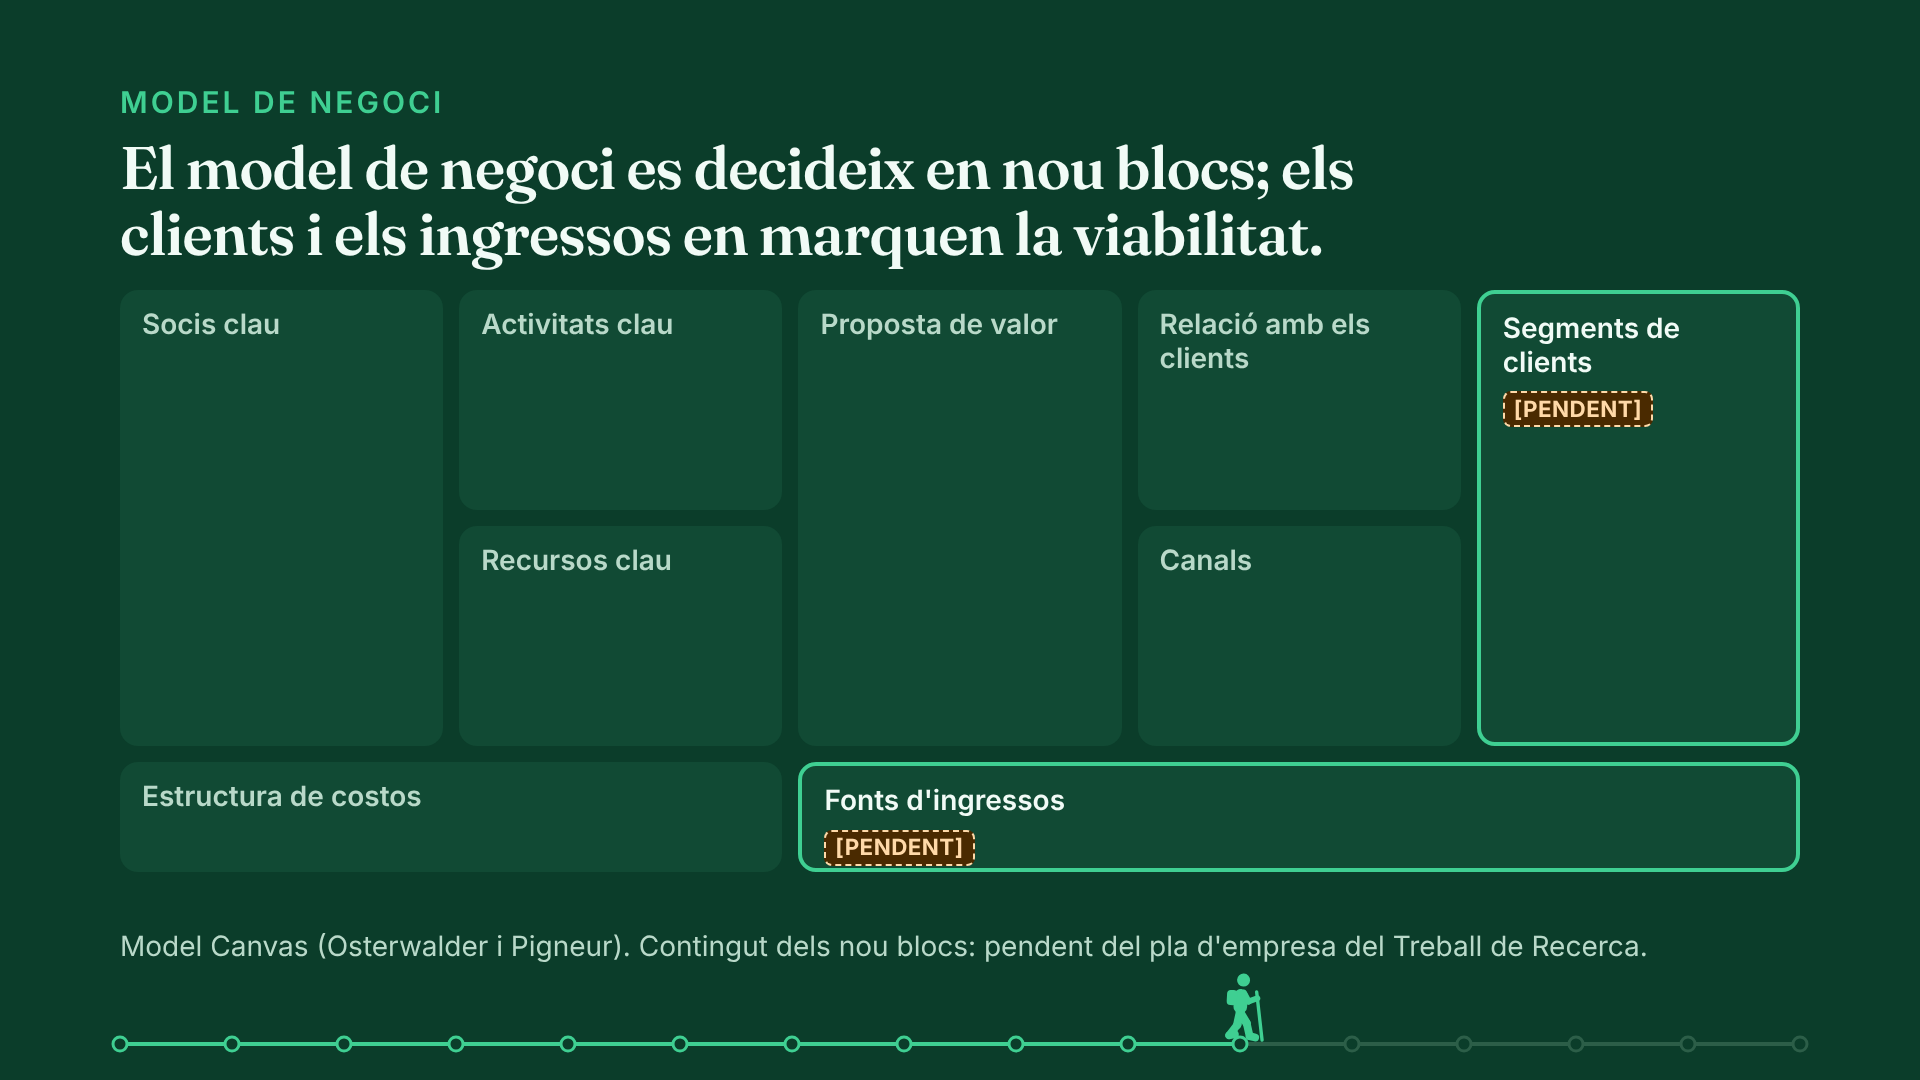 MODEL DE NEGOCI
El model de negoci es decideix en nou blocs; els
clients i els ingressos en marquen la viabilitat.
Socis clau
Activitats clau
Proposta de valor
Relació amb els
clients
Segments de
clients
[PENDENT]
Recursos clau
Canals
Estructura de costos
Fonts d'ingressos
[PENDENT]
Model Canvas (Osterwalder i Pigneur). Contingut dels nou blocs: pendent del pla d'empresa del Treball de Recerca.